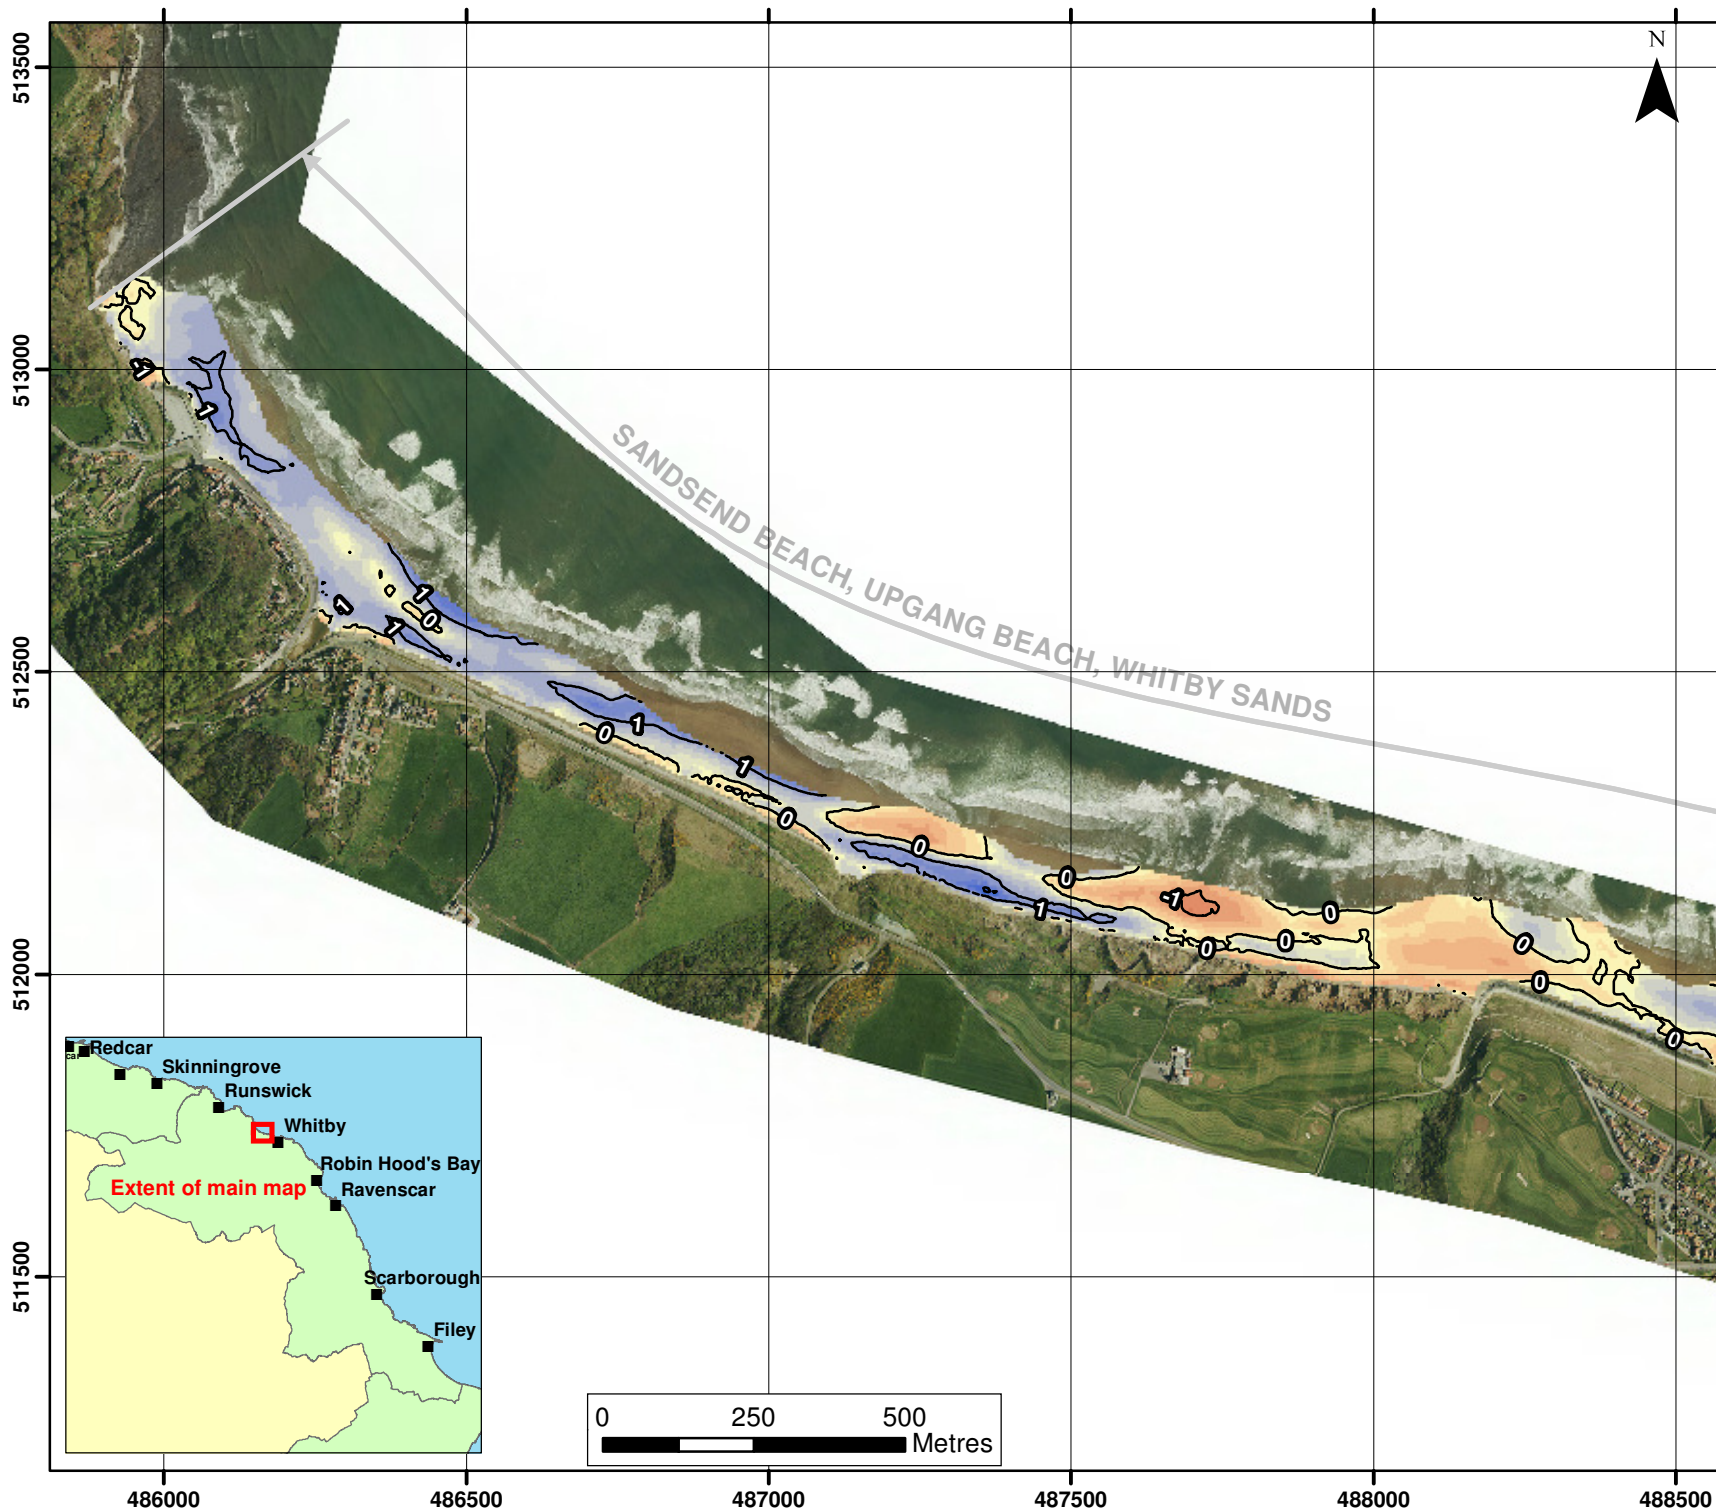 N
513500
513000
512500
512000
511500
SANDSEND BEACH, UPGANG BEACH, WHITBY SANDS
-1
1
1
1
0
1
1
0
1
0
0
0
1
-1
0
0
0
0
0
0
Redcar
car
Skinningrove
Runswick
Whitby
Robin Hood's Bay
Extent of main map
Ravenscar
Scarborough
Filey
0 250 500
Metres
486000 486500 487000 487500 488000 488500